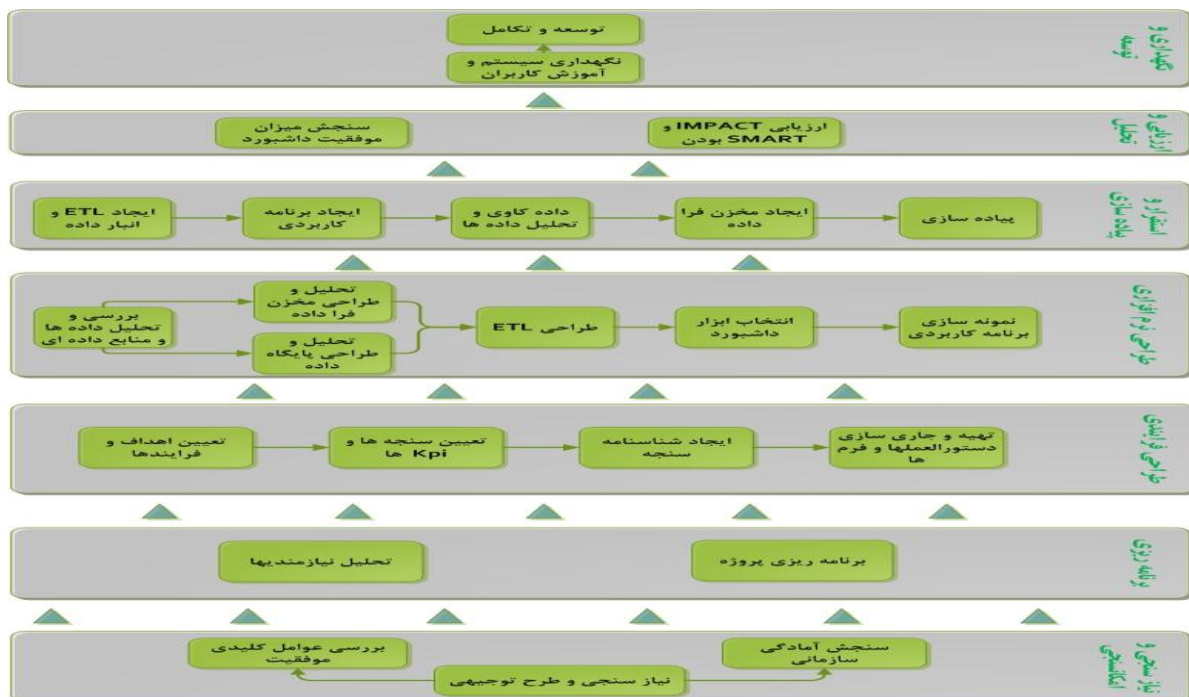 نگهداری و
توسعه
توسعه و تکامل
نگهداری سیستم و
آموزش کاربران
ارزیابی و
تحلیل
ارزیابی IMPACT و
SMART بودن
سنجش میزان
موفقیت داشبورد
استقرار و
پیاده سازی
ایجاد ETL و
انبار داده
ایجاد برنامه
کاربردی
داده کاوی و
تحلیل داده ها
ایجاد مخزن فرا
داده
پیاده سازی
طراحی نرم افزاری
بررسی و
تحلیل داده ها
و منابع داده ای
تحلیل و
طراحی مخزن
فرا داده
تحلیل و
طراحی پایگاه
داده
طراحی ETL
انتخاب ابزار
داشبورد
نمونه سازی
برنامه کاربردی
طراحی فرایندی
تعیین اهداف و
فرایندها
تعیین سنجه ها و
Kpi ها
ایجاد شناسنامه
سنجه
تهیه و جاری سازی
دستورالعملها و فرم
ها
برنامه ریزی
برنامه ریزی پروژه
تحلیل نیازمندیها
نیاز سنجی و
امکانسنجی
سنجش آمادگی
سازمانی
بررسی عوامل کلیدی
موفقیت
نیاز سنجی و طرح توجیهی